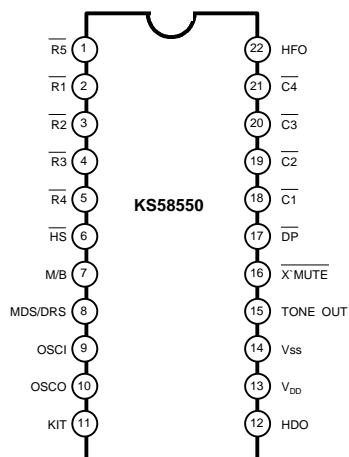 R5 1 22 HFO
R1 2 21 C4
R2 3 20 C3
R3 4 19 C2
R4 5 18 C1
KS58550
HS 6 17 DP
M/B 7 16 X`MUTE
MDS/DRS 8 15 TONE OUT
OSCI 9 14 Vss
OSCO 10 13 VDD
KIT 11 12 HDO